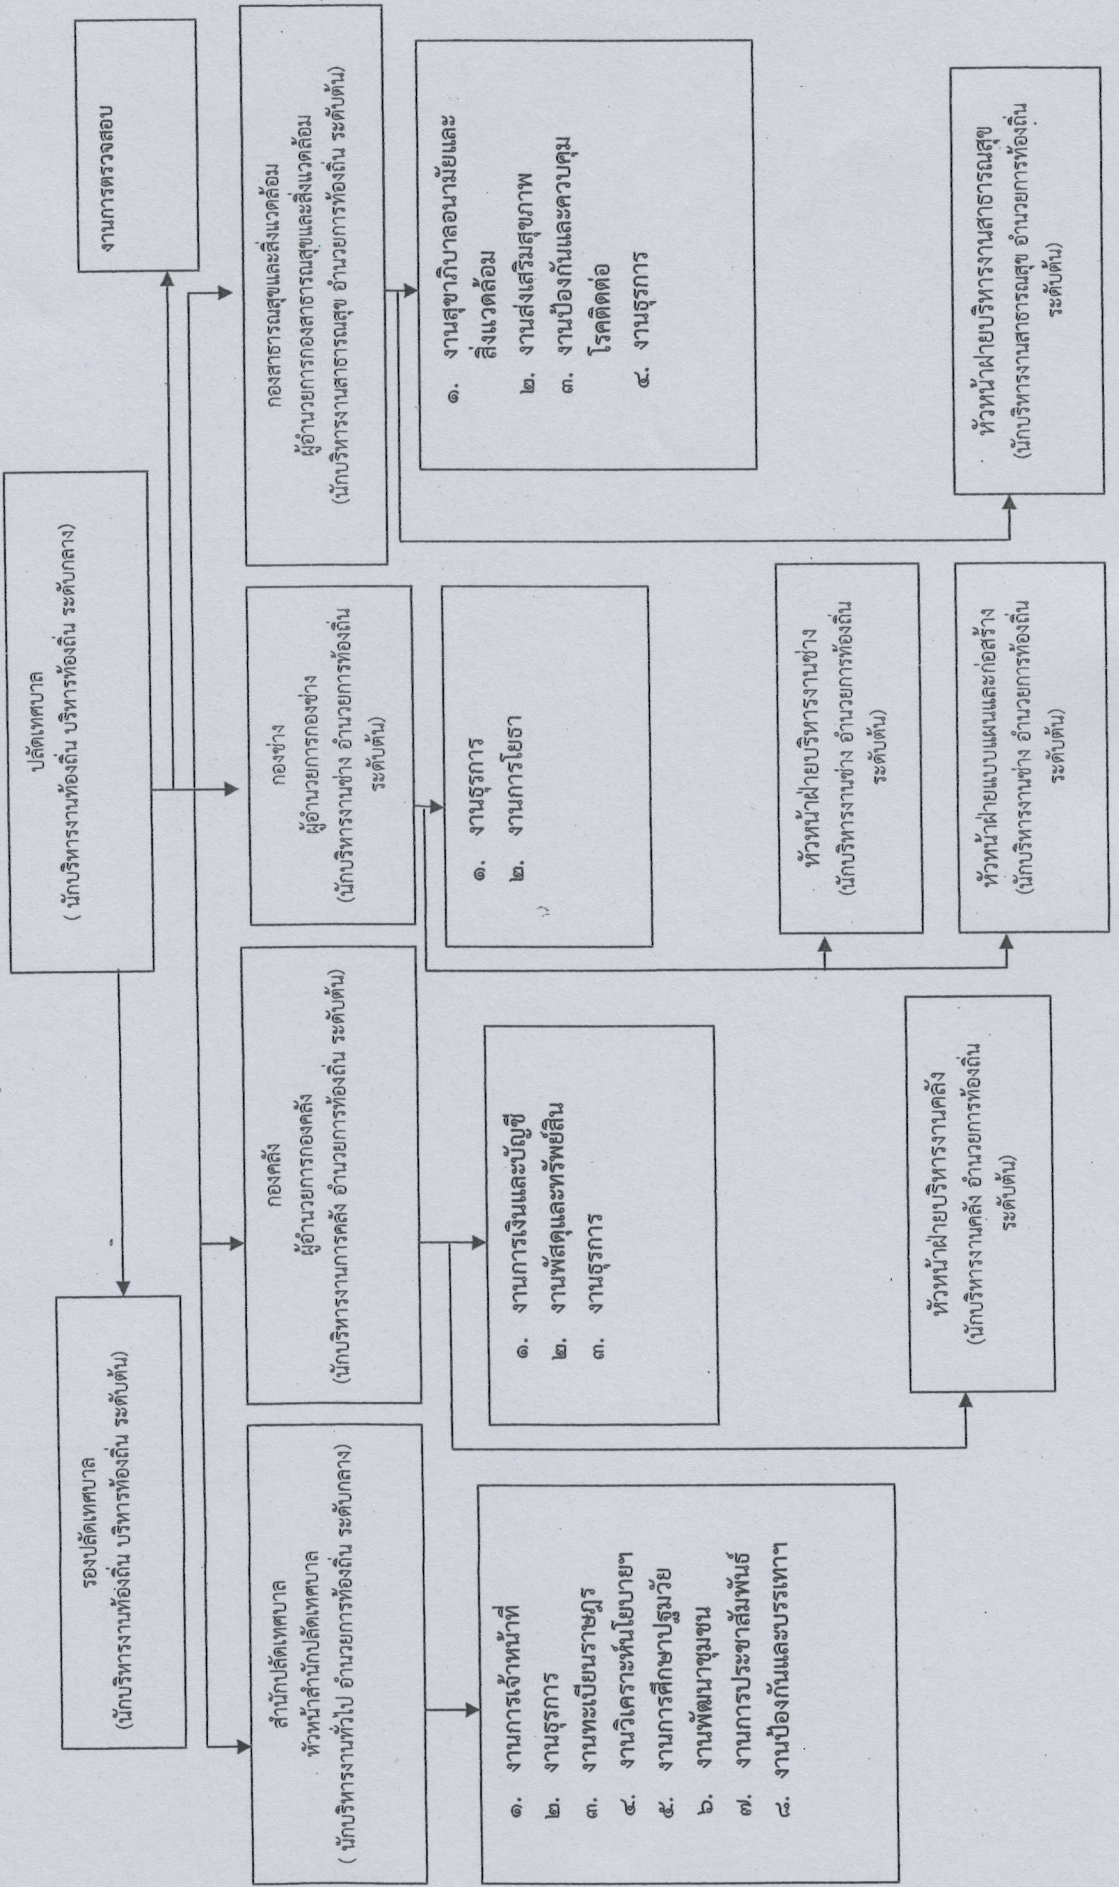 ปลัดเทศบาล
( นักบริหารงานท้องถิ่น บริหารท้องถิ่น ระดับกลาง)
รองปลัดเทศบาล
(นักบริหารงานท้องถิ่น บริหารท้องถิ่น ระดับต้น)
งานการตรวจสอบ
สำนักปลัดเทศบาล
หัวหน้าสำนักปลัดเทศบาล
( นักบริหารงานทั่วไป อำนวยการท้องถิ่น ระดับกลาง)
กองคลัง
ผู้อำนวยการกองคลัง
(นักบริหารงานการคลัง อำนวยการท้องถิ่น ระดับต้น)
กองช่าง
ผู้อำนวยการกองช่าง
(นักบริหารงานช่าง อำนวยการท้องถิ่น
ระดับต้น)
กองสาธารณสุขและสิ่งแวดล้อม
ผู้อำนวยการกองสาธารณสุขและสิ่งแวดล้อม
(นักบริหารงานสาธารณสุข อำนวยการท้องถิ่น ระดับต้น)
๑. งานการเจ้าหน้าที่
๒. งานธุรการ
๓. งานทะเบียนราษฎร
๔. งานวิเคราะห์นโยบายฯ
๕. งานการศึกษาปฐมวัย
๖. งานพัฒนาชุมชน
๗. งานการประชาสัมพันธ์
๘. งานป้องกันและบรรเทาฯ
๑. งานการเงินและบัญชี
๒. งานพัสดุและทรัพย์สิน
๓. งานธุรการ
๑. งานธุรการ
๒. งานการโยธา
๑. งานสุขาภิบาลอนามัยและ
สิ่งแวดล้อม
๒. งานส่งเสริมสุขภาพ
๓. งานป้องกันและควบคุม
โรคติดต่อ
๔. งานธุรการ
หัวหน้าฝ่ายบริหารงานคลัง
(นักบริหารงานคลัง อำนวยการท้องถิ่น
ระดับต้น)
หัวหน้าฝ่ายบริหารงานช่าง
(นักบริหารงานช่าง อำนวยการท้องถิ่น
ระดับต้น)
หัวหน้าฝ่ายแบบแผนและก่อสร้าง
(นักบริหารงานช่าง อำนวยการท้องถิ่น
ระดับต้น)
หัวหน้าฝ่ายบริหารงานสาธารณสุข
(นักบริหารงานสาธารณสุข อำนวยการท้องถิ่น
ระดับต้น)